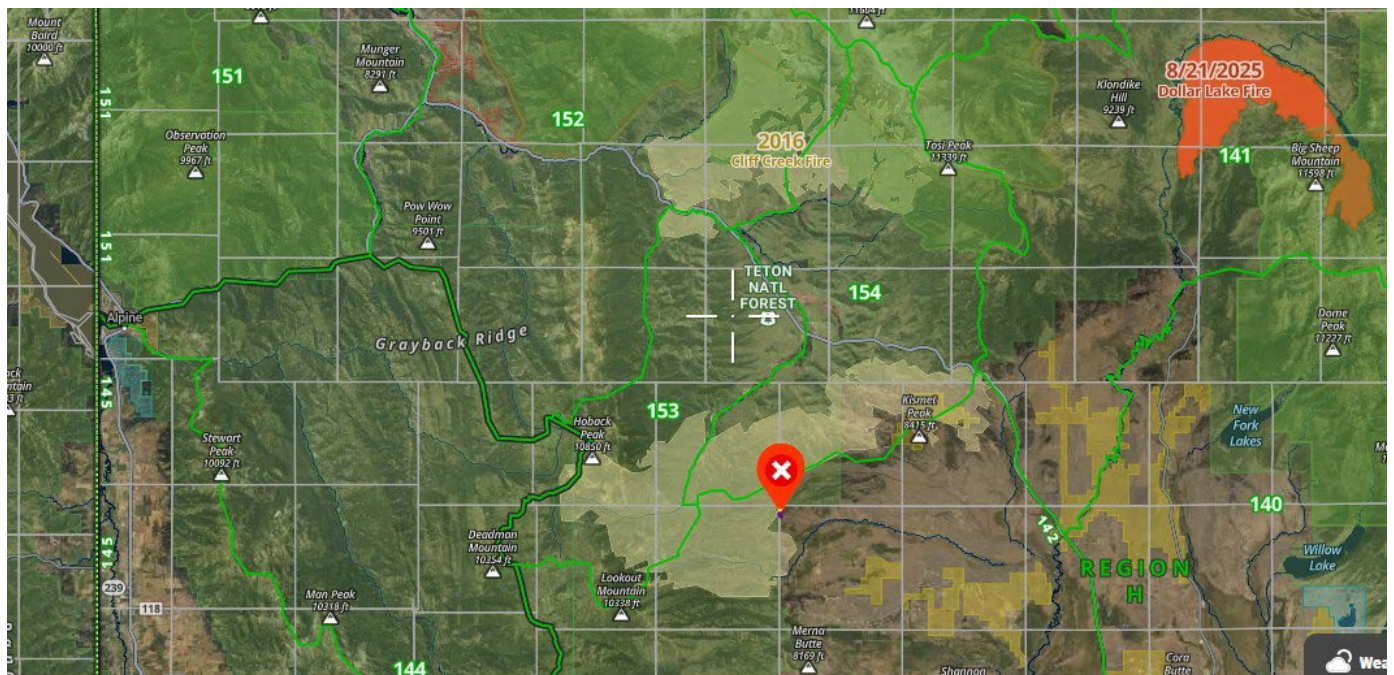 Mount
Baird
10000 ft
151
Munger
Mountain
8291 ft
11604 ft
Klondike
Hill
9239 ft
8/21/2025
Dollar Lake Fire
151
Observation
Peak
9967 ft
152
2016
Cliff Creek Fire
Tosi Peak
11339 ft
141
Big Sheep
Mountain
11598 ft
Pow Wow
Point
9501 ft
151
TETON
NATL
FOREST
154
Alpine
Grayback Ridge
Dome
Peak
11227 ft
145
153
Kismet
Peak
8415 ft
New
Fork
Lakes
Hoback
Peak
10850 ft
Stewart
Peak
10092 ft
140
142
Deadman
Mountain
10354 ft
145
Willow
Lake
239
118
Man Peak
10318 ft
Lookout
Mountain
10338 ft
REGION
H
144
Merna
Butte
8169 ft
Shannon
Cora
Butte
Wea